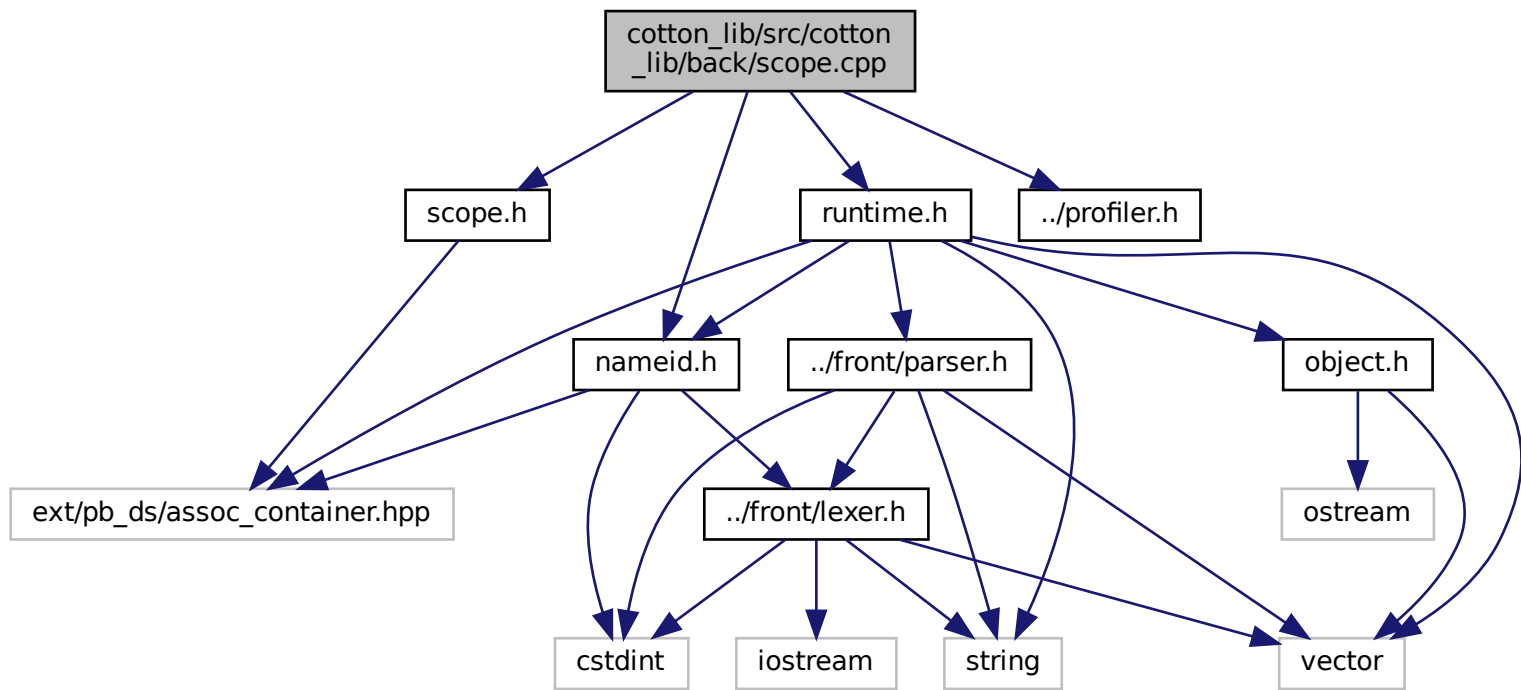 cotton_lib/src/cotton
_lib/back/scope.cpp
scope.h
runtime.h
../profiler.h
nameid.h
../front/parser.h
object.h
ext/pb_ds/assoc_container.hpp
../front/lexer.h
ostream
cstdint
iostream
string
vector